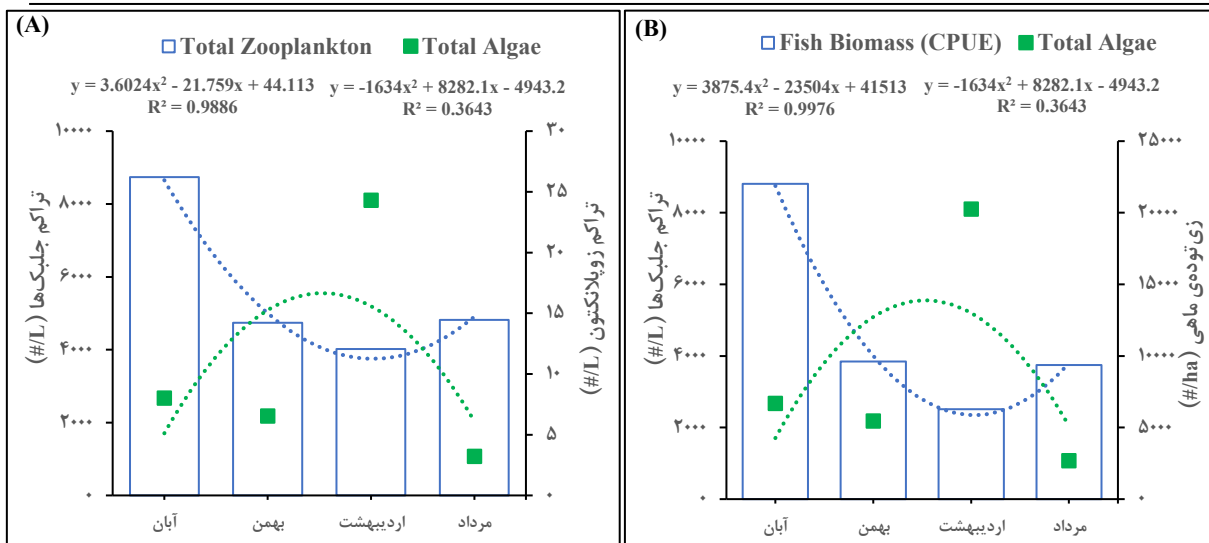 (A)
Total Zooplankton Total Algae
y = 3.6024x² - 21.759x + 44.113 y = -1634x² + 8282.1x - 4943.2
R² = 0.9886 R² = 0.3643
تراکم جلبک‌ها (#/L)
۱۰۰۰۰
۸۰۰۰
۶۰۰۰
۴۰۰۰
۲۰۰۰
۰
۳۰
۲۵
۲۰
۱۵
۱۰
۵
۰
تراکم زوپلانکتون (#/L)
آبان بهمن اردیبهشت مرداد
(B)
Fish Biomass (CPUE) Total Algae
y = 3875.4x² - 23504x + 41513 y = -1634x² + 8282.1x - 4943.2
R² = 0.9976 R² = 0.3643
تراکم جلبک‌ها (#/L)
۱۰۰۰۰
۸۰۰۰
۶۰۰۰
۴۰۰۰
۲۰۰۰
۰
۲۵۰۰۰
۲۰۰۰۰
۱۵۰۰۰
۱۰۰۰۰
۵۰۰۰
۰
زی‌توده‌ی ماهی (#/ha)
آبان بهمن اردیبهشت مرداد